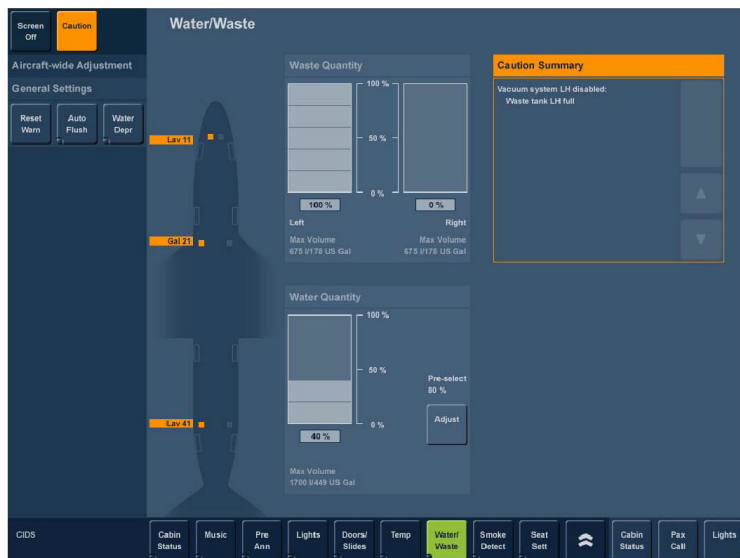 Screen Off
Caution
Water/Waste
Aircraft-wide Adjustment
General Settings
Reset Warn
Auto Flush
Water Depr
Lav 11
Gal 21
Lav 41
Waste Quantity
100 %
50 %
0 %
100 %
0 %
Left
Right
Max Volume
675 l/178 US Gal
Max Volume
675 l/178 US Gal
Water Quantity
100 %
50 %
0 %
40 %
Pre-select
80 %
Adjust
Max Volume
1700 l/449 US Gal
Caution Summary
Vacuum system LH disabled:
Waste tank LH full
CIDS
Cabin Status
Music
Pre Ann
Lights
Doors/ Slides
Temp
Water/ Waste
Smoke Detect
Seat Sett
Cabin Status
Pax Call
Lights